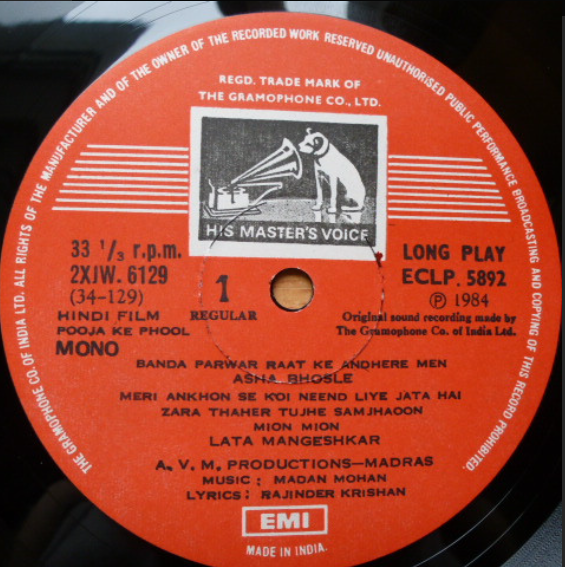 THE GRAMOPHONE CO. OF INDIA LTD. ALL RIGHTS OF THE MANUFACTURER AND OF THE OWNER OF THE RECORDED WORK RESERVED UNAUTHORISED PUBLIC PERFORMANCE BROADCASTING AND COPYING OF THIS RECORD PROHIBITED.
REGD. TRADE MARK OF
THE GRAMOPHONE CO., LTD.
HIS MASTER'S VOICE
33 1/3 r.p.m.
2XJW. 6129
(34-129)
1
REGULAR
LONG PLAY
ECLP. 5892
℗ 1984
HINDI FILM
POOJA KE PHOOL
MONO
Original sound recording made by
The Gramophone Co. of India Ltd.
BANDA PARWAR RAAT KE ANDHERE MEN
ASHA BHOSLE
MERI ANKHON SE KOI NEEND LIYE JATA HAI
ZARA THAHER TUJHE SAMJHAOON
MION MION
LATA MANGESHKAR
A. V. M. PRODUCTIONS—MADRAS
MUSIC : MADAN MOHAN
LYRICS : RAJINDER KRISHAN
EMI
MADE IN INDIA.